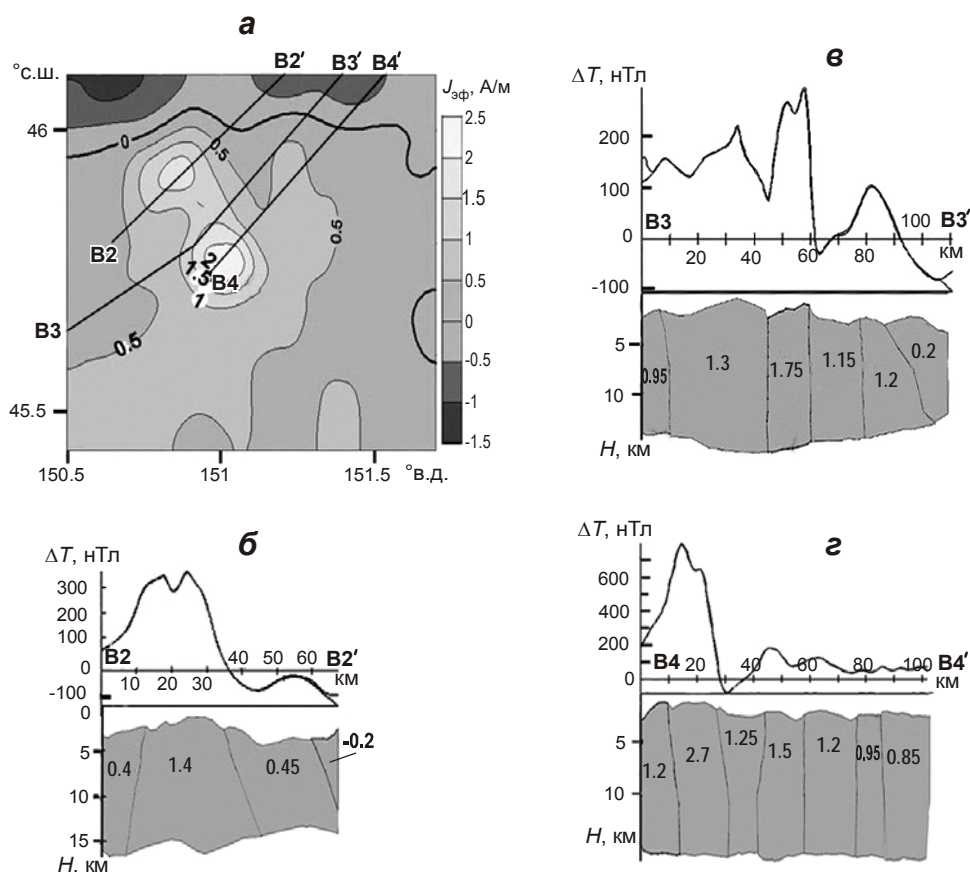 а
°с.ш.
B2′ B3′ B4′
J эф, А/м
46
0
0.5
2.5
2
1.5
1
0.5
0
-0.5
-1
-1.5
B2
2
1.5
B4
1
0.5
B3
0.5
45.5
150.5 151 151.5 °в.д.
б
ΔT, нТл
300
200
100
0
-100
B2 B2′
10 20 30 40 60 км
0
5
10
15
H, км
0.4 1.4 0.45 -0.2
в
ΔT, нТл
200
100
0
-100
B3 B3′
20 40 60 80 100 км
5
10
H, км
0.95 1.3 1.75 1.15 1.2 0.2
г
ΔT, нТл
600
400
200
0
B4 B4′
20 40 60 80 100 км
5
10
H, км
1.2 2.7 1.25 1.5 1.2 0.95 0.85